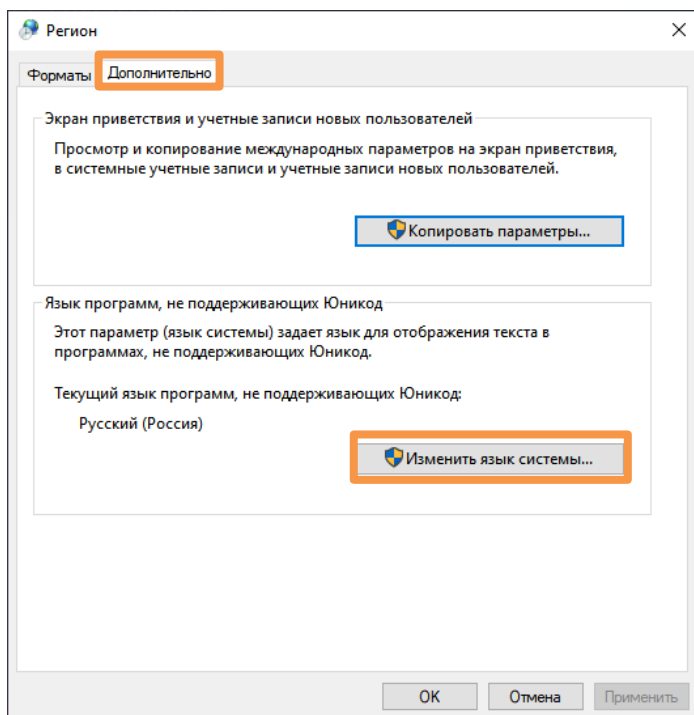 Регион
Форматы
Дополнительно
Экран приветствия и учетные записи новых пользователей
Просмотр и копирование международных параметров на экран приветствия,
в системные учетные записи и учетные записи новых пользователей.
Копировать параметры...
Язык программ, не поддерживающих Юникод
Этот параметр (язык системы) задает язык для отображения текста в
программах, не поддерживающих Юникод.
Текущий язык программ, не поддерживающих Юникод:
Русский (Россия)
Изменить язык системы...
ОК
Отмена
Применить